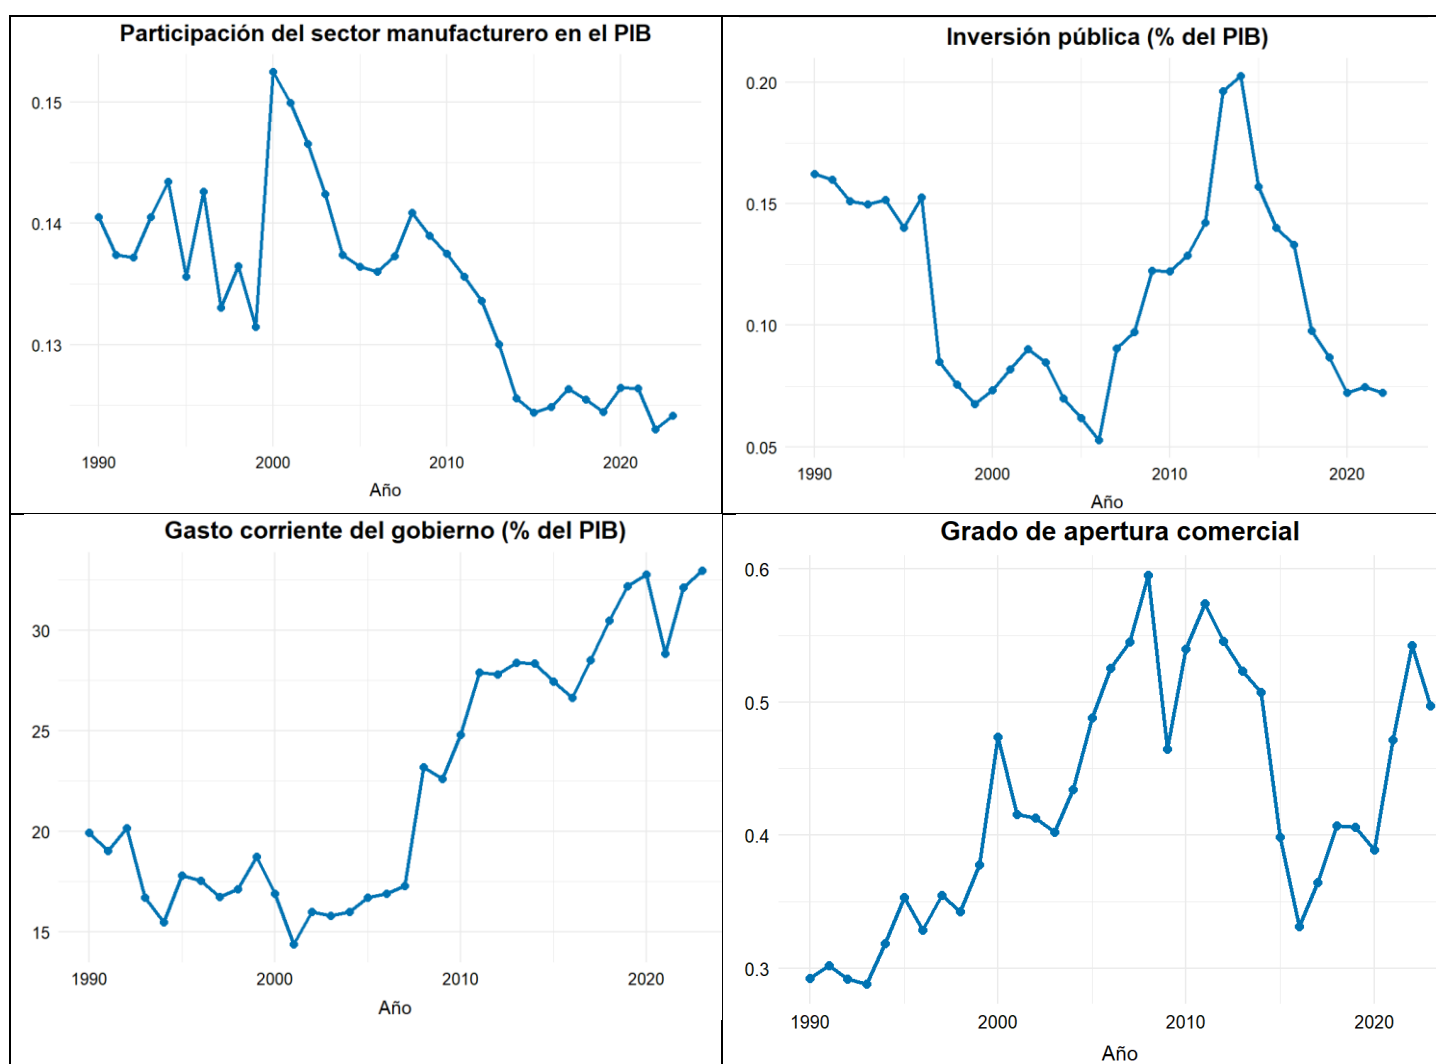 Participación del sector manufacturero en el PIB
0.15
0.14
0.13
1990 2000 2010 2020
Año
Inversión pública (% del PIB)
0.20
0.15
0.10
0.05
1990 2000 2010 2020
Año
Gasto corriente del gobierno (% del PIB)
30
25
20
15
1990 2000 2010 2020
Año
Grado de apertura comercial
0.6
0.5
0.4
0.3
1990 2000 2010 2020
Año